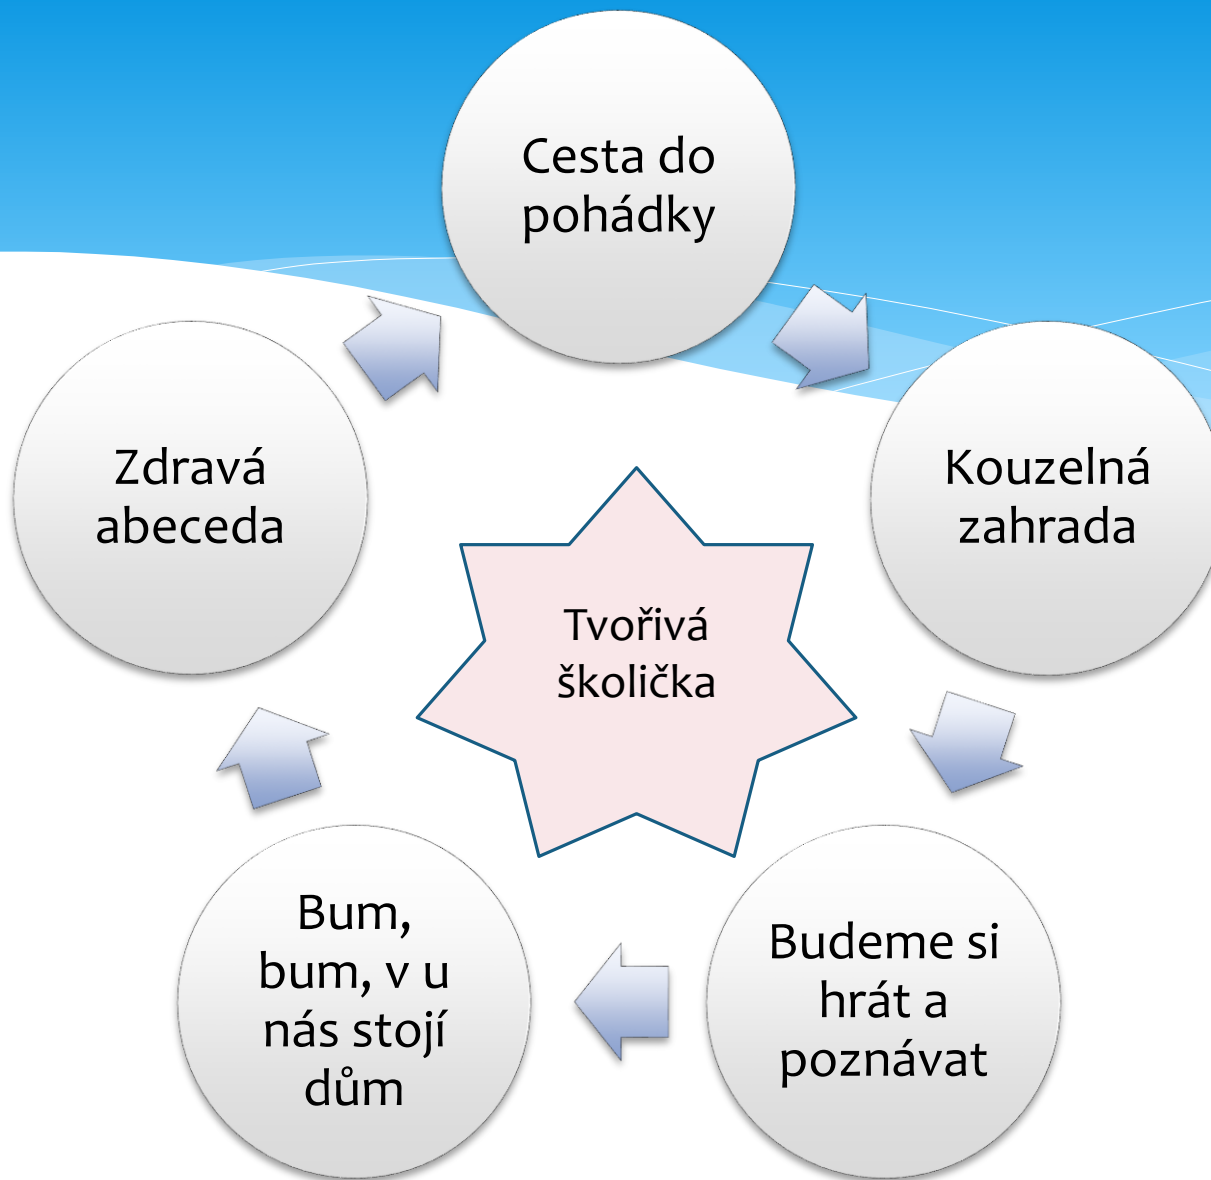 Cesta do
pohádky
Kouzelná
zahrada
Budeme si
hrát a
poznávat
Bum,
bum, v u
nás stojí
dům
Zdravá
abeceda
Tvořivá
školička